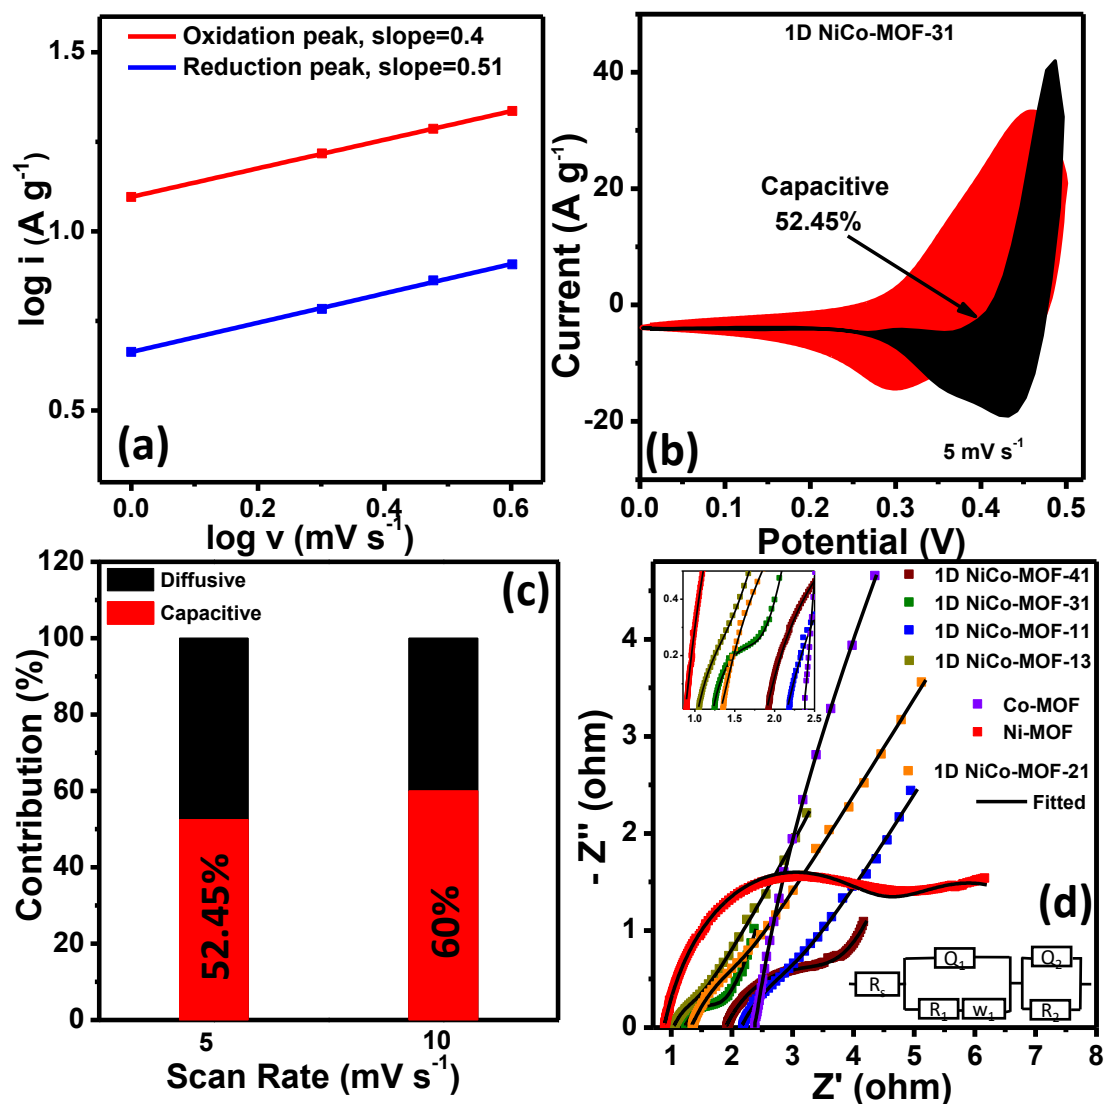 Oxidation peak, slope=0.4
Reduction peak, slope=0.51
1.5
1.0
0.5
log i (A g⁻¹)
(a)
0.0 0.2 0.4 0.6
log v (mV s⁻¹)
1D NiCo-MOF-31
40
20
0
-20
Current (A g⁻¹)
Capacitive
52.45%
(b)
5 mV s⁻¹
0.0 0.1 0.2 0.3 0.4 0.5
Potential (V)
120
100
80
60
40
20
0
Contribution (%)
Diffusive
Capacitive
(c)
52.45%
60%
5 10
Scan Rate (mV s⁻¹)
4
3
2
1
0
- Z'' (ohm)
0.4
0.2
1.0 1.5 2.0 2.5
1D NiCo-MOF-41
1D NiCo-MOF-31
1D NiCo-MOF-11
1D NiCo-MOF-13
Co-MOF
Ni-MOF
1D NiCo-MOF-21
Fitted
(d)
Rs
Q1
R1 w1
Q2
R2
1 2 3 4 5 6 7 8
Z' (ohm)